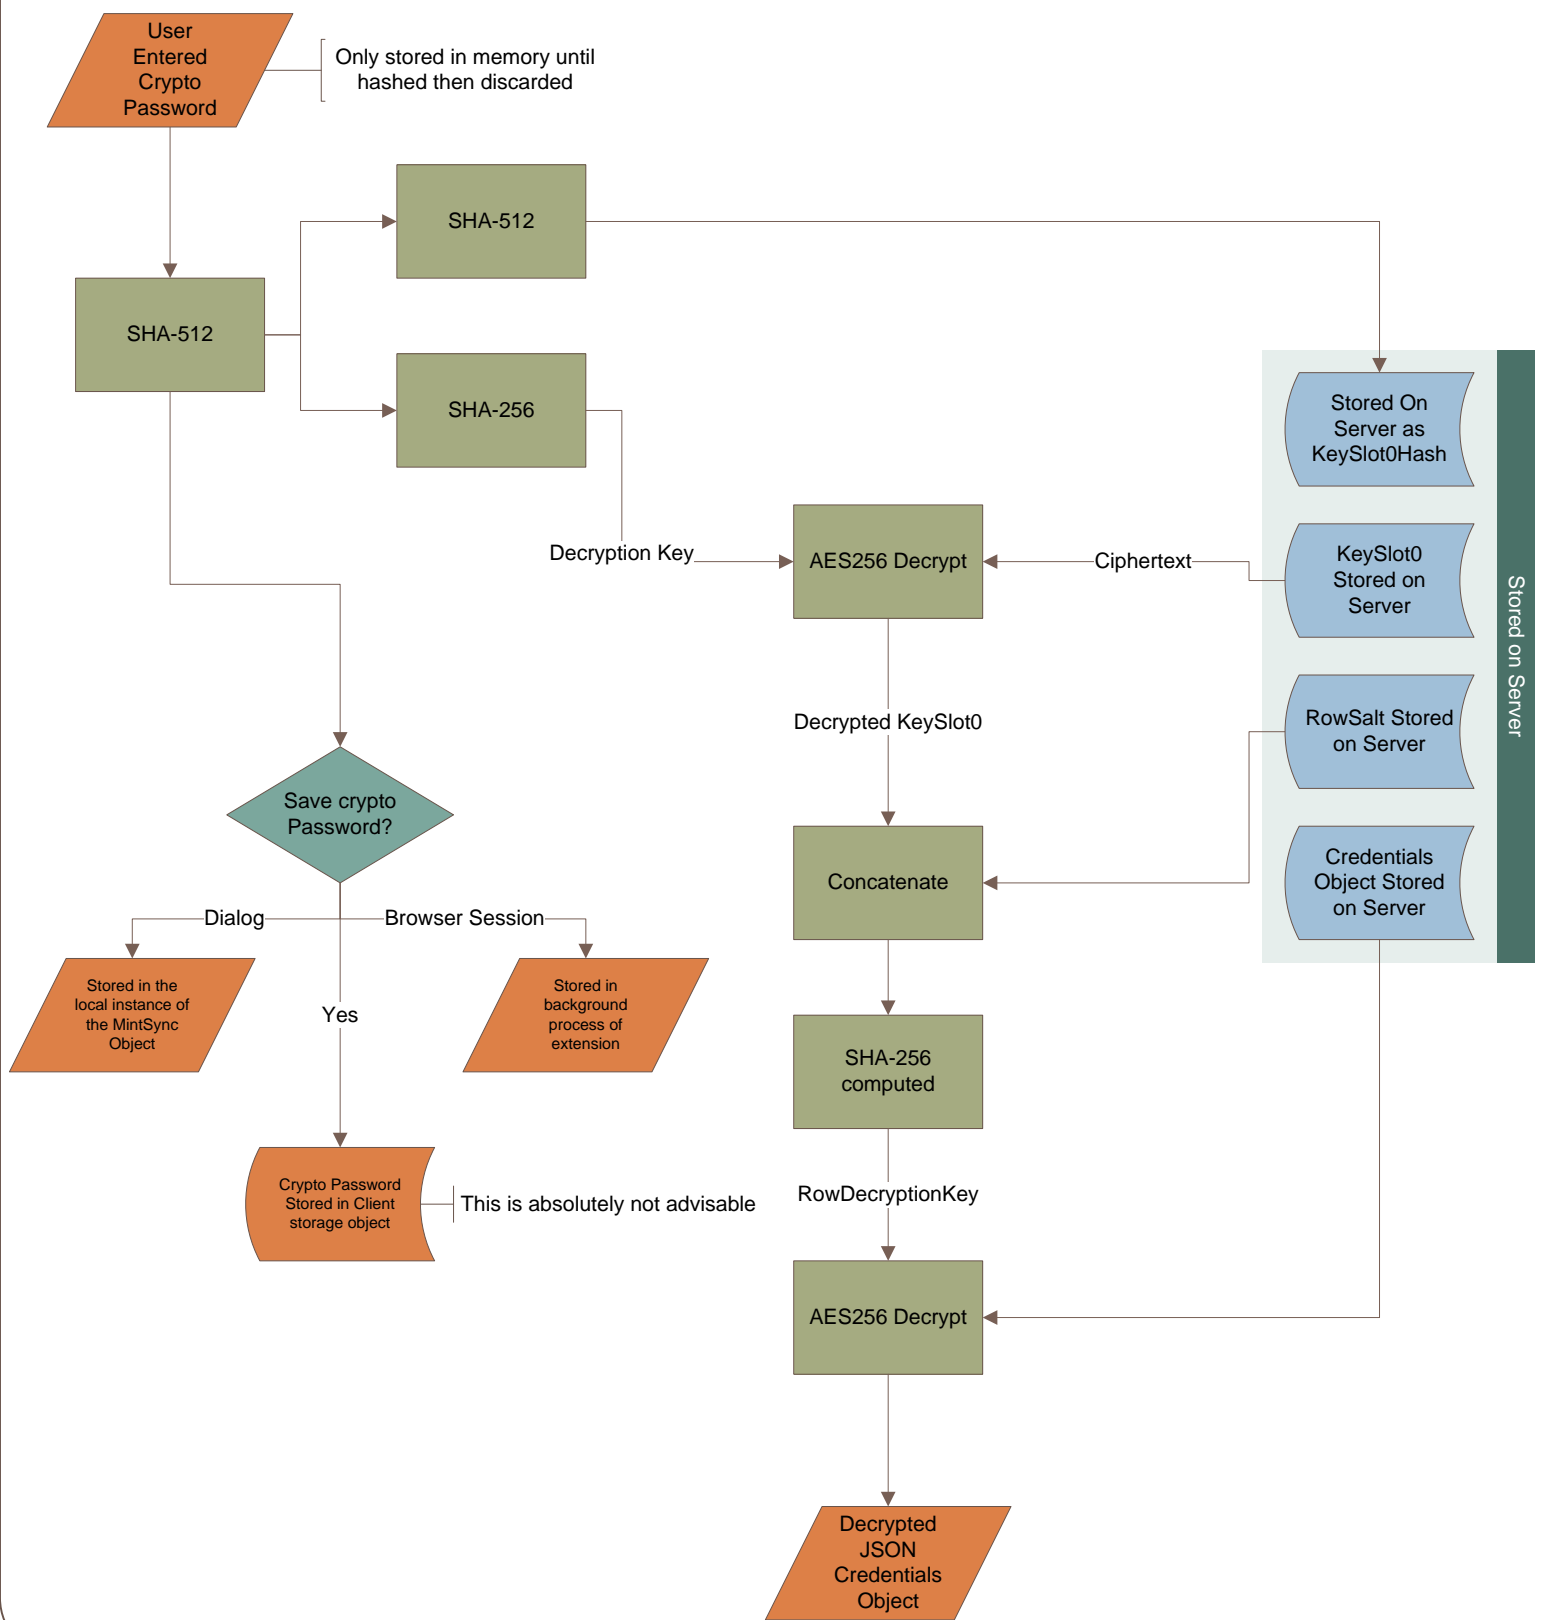 User
Entered
Crypto
Password
Only stored in memory until
hashed then discarded
SHA-512
SHA-512
SHA-256
Stored On
Server as
KeySlot0Hash
Decryption Key
AES256 Decrypt
Ciphertext
KeySlot0
Stored on
Server
Stored on Server
Decrypted KeySlot0
RowSalt Stored
on Server
Save crypto
Password?
Concatenate
Credentials
Object Stored
on Server
Dialog
Browser Session
Stored in the
local instance of
the MintSync
Object
Yes
Stored in
background
process of
extension
SHA-256
computed
Crypto Password
Stored in Client
storage object
This is absolutely not advisable
RowDecryptionKey
AES256 Decrypt
Decrypted
JSON
Credentials
Object